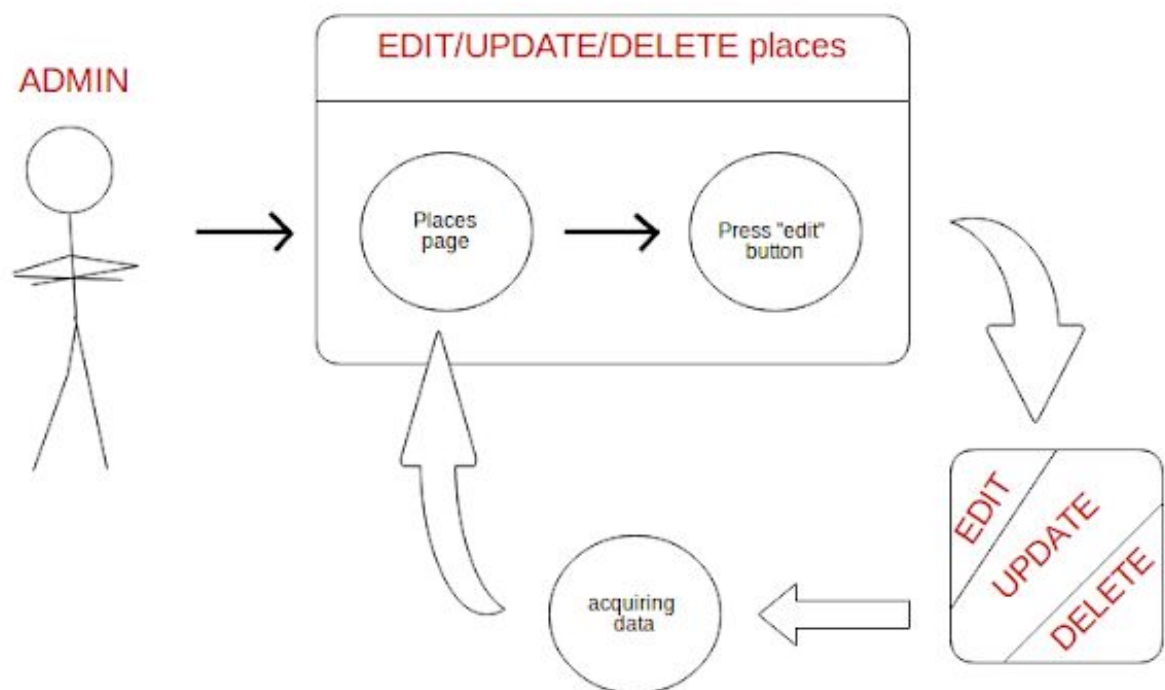 EDIT/UPDATE/DELETE places
ADMIN
Places
page
Press "edit"
button
EDIT
UPDATE
DELETE
acquiring
data